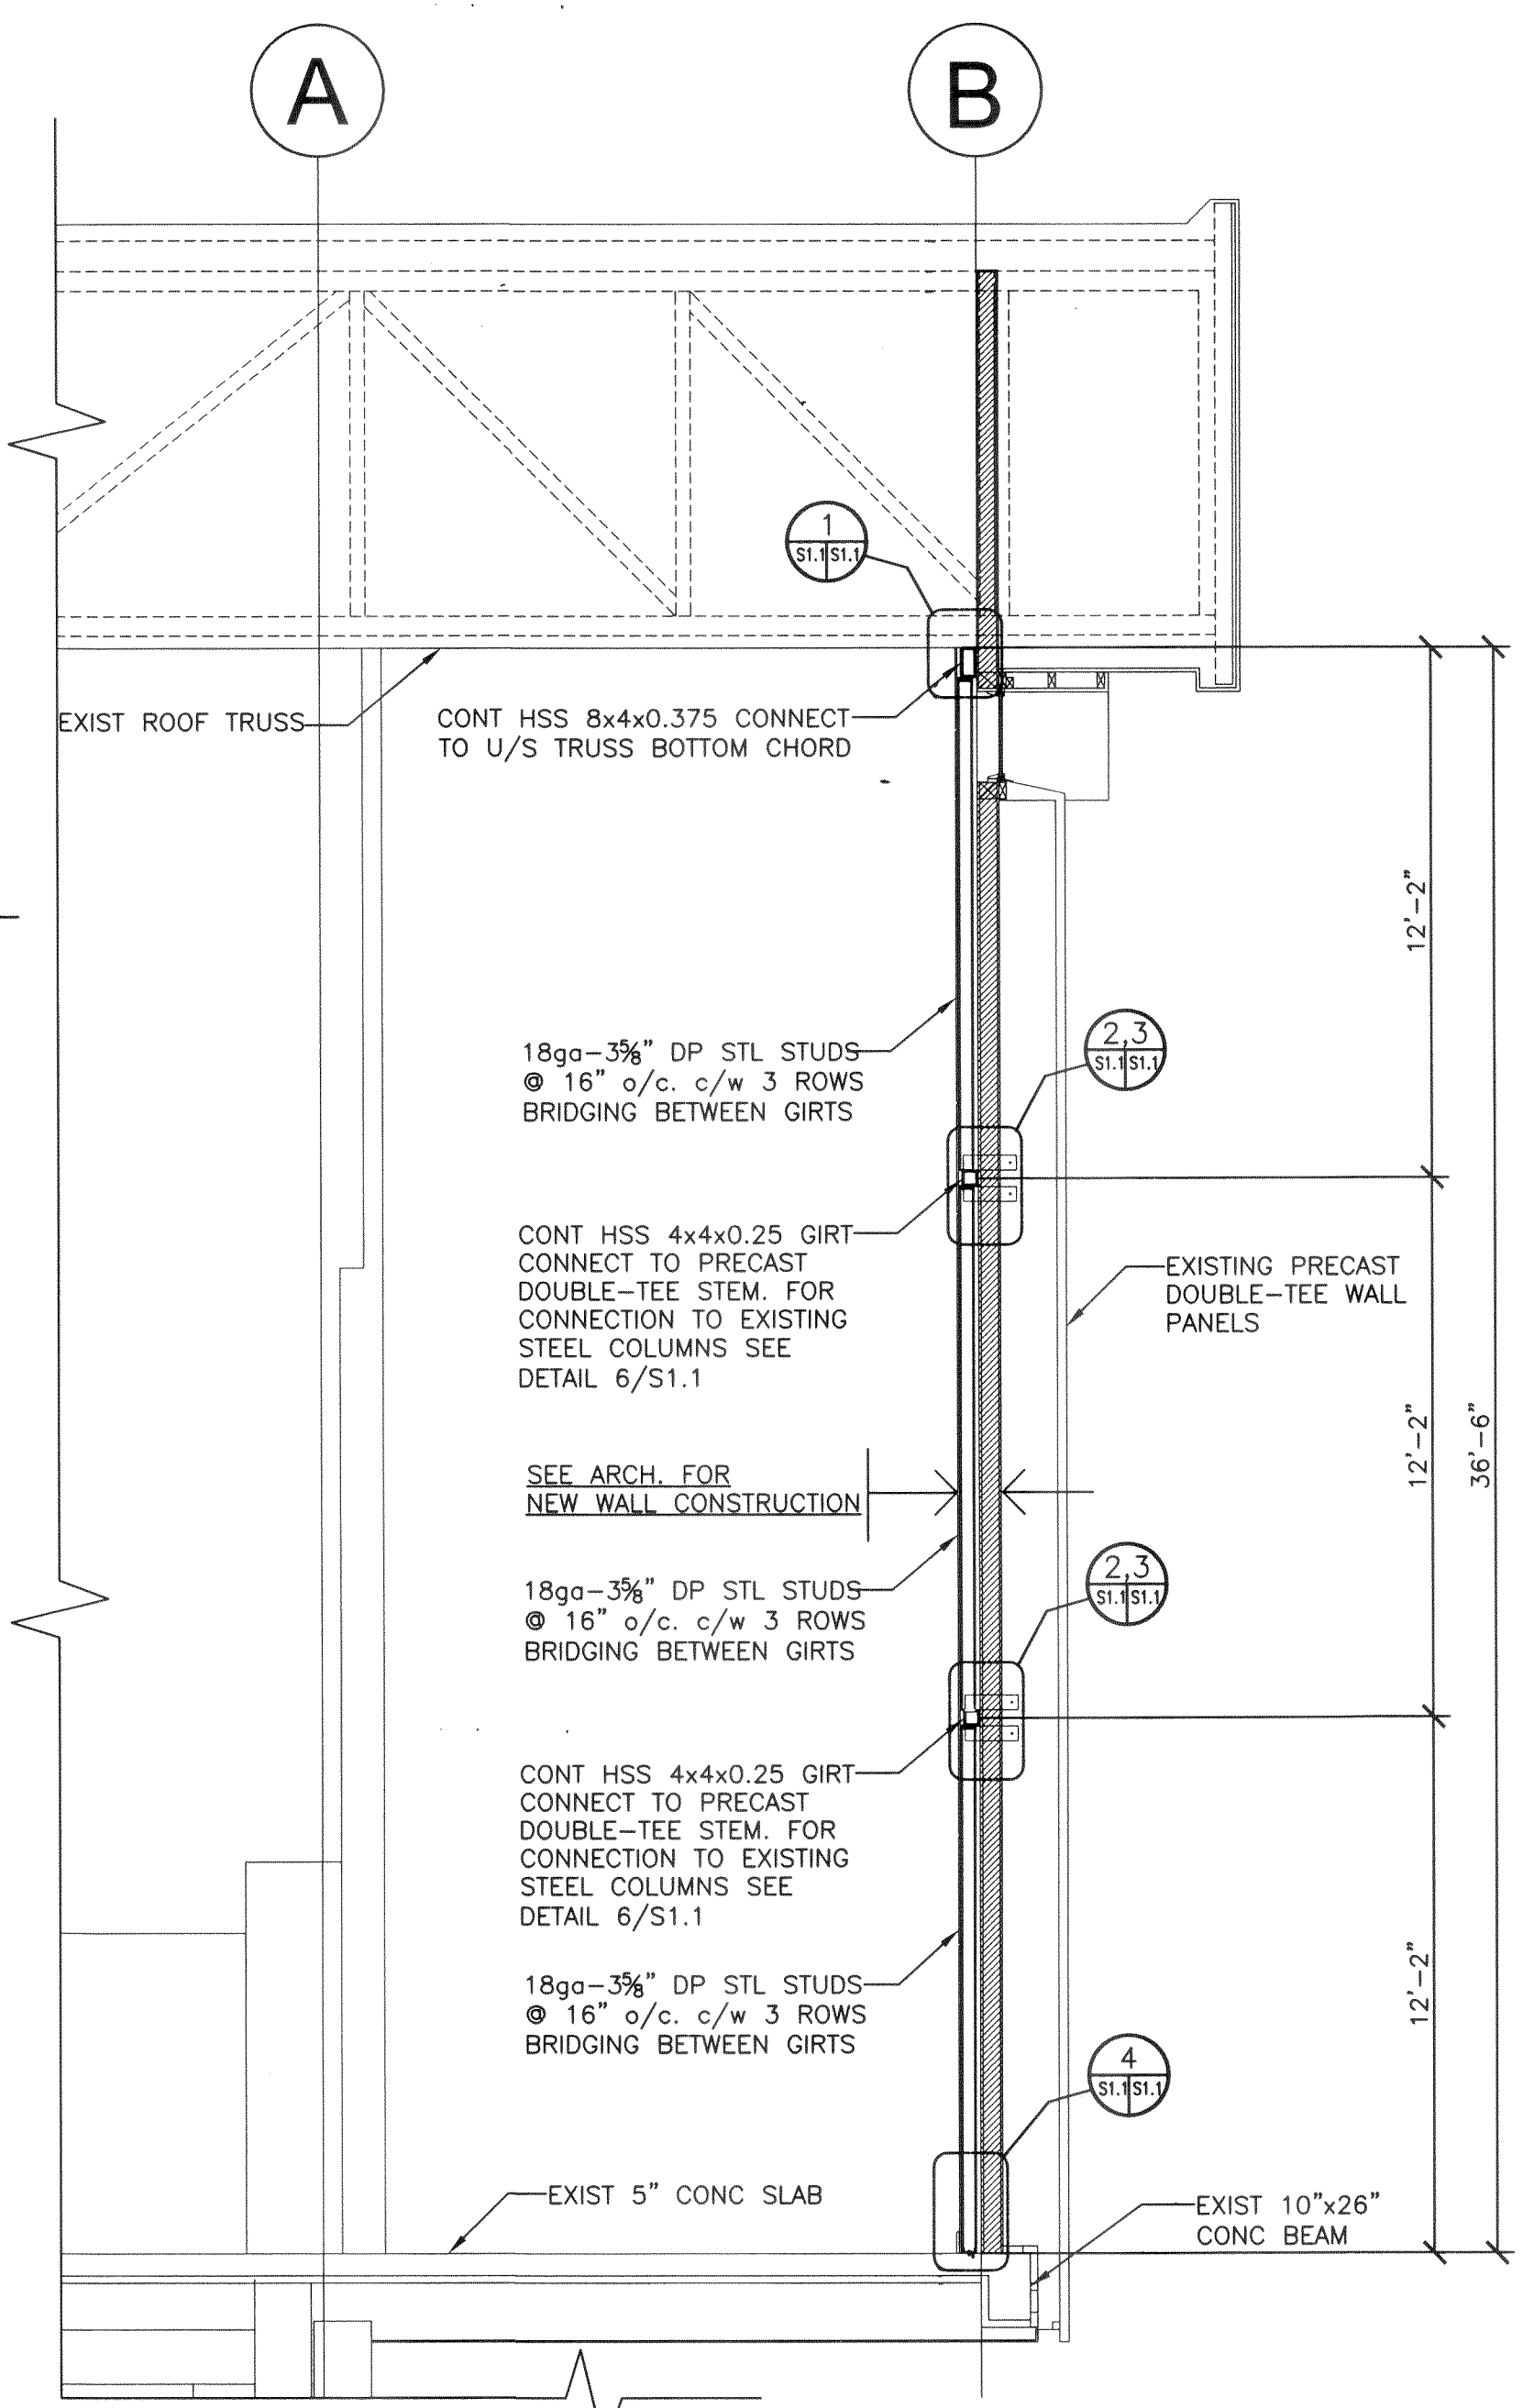 A
B
1
S1.1 S1.1
EXIST ROOF TRUSS
CONT HSS 8x4x0.375 CONNECT
TO U/S TRUSS BOTTOM CHORD
12'-2"
18ga-3⅝" DP STL STUDS
@ 16" o/c. c/w 3 ROWS
BRIDGING BETWEEN GIRTS
2,3
S1.1 S1.1
CONT HSS 4x4x0.25 GIRT
CONNECT TO PRECAST
DOUBLE-TEE STEM. FOR
CONNECTION TO EXISTING
STEEL COLUMNS SEE
DETAIL 6/S1.1
EXISTING PRECAST
DOUBLE-TEE WALL
PANELS
12'-2"
36'-6"
SEE ARCH. FOR
NEW WALL CONSTRUCTION
18ga-3⅝" DP STL STUDS
@ 16" o/c. c/w 3 ROWS
BRIDGING BETWEEN GIRTS
2,3
S1.1 S1.1
CONT HSS 4x4x0.25 GIRT
CONNECT TO PRECAST
DOUBLE-TEE STEM. FOR
CONNECTION TO EXISTING
STEEL COLUMNS SEE
DETAIL 6/S1.1
18ga-3⅝" DP STL STUDS
@ 16" o/c. c/w 3 ROWS
BRIDGING BETWEEN GIRTS
12'-2"
4
S1.1 S1.1
EXIST 5" CONC SLAB
EXIST 10"x26"
CONC BEAM